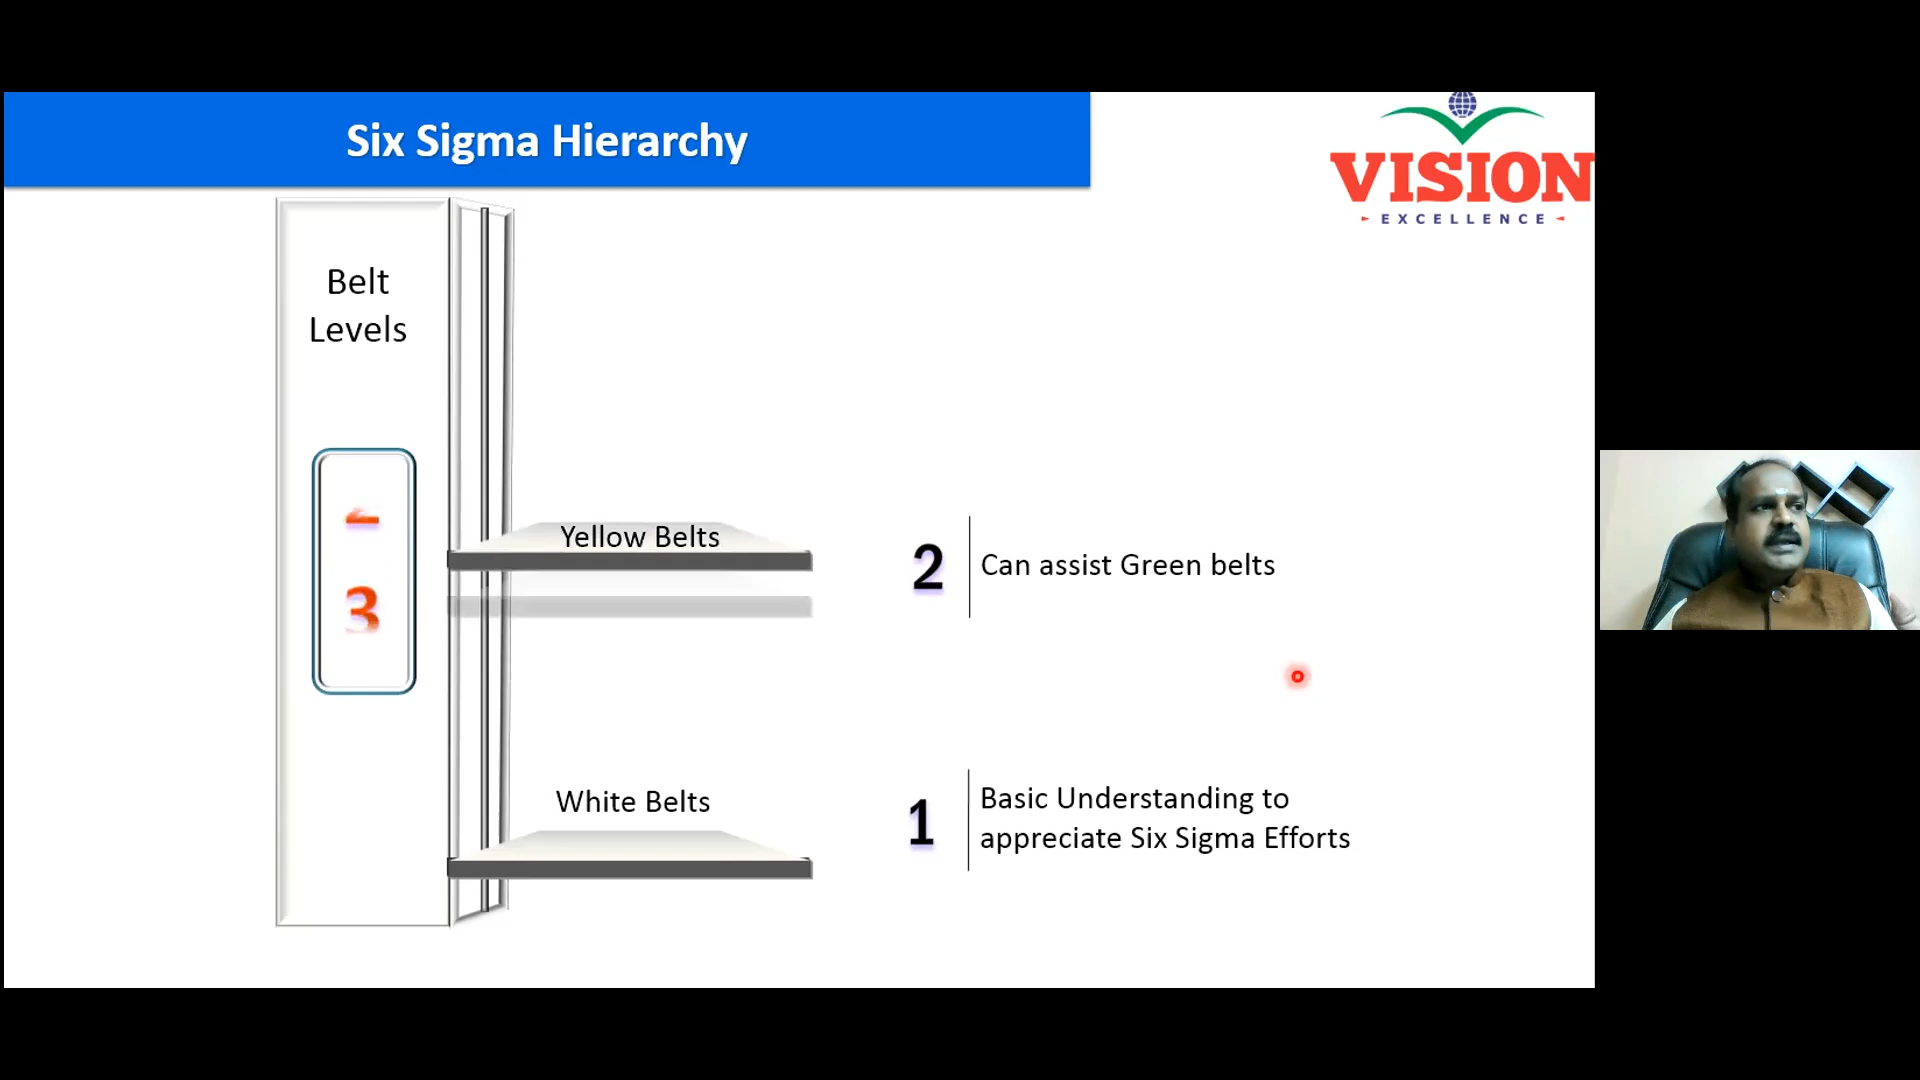 Six Sigma Hierarchy
VISION
EXCELLENCE
Belt
Levels
3
Yellow Belts
2
Can assist Green belts
White Belts
1
Basic Understanding to
appreciate Six Sigma Efforts